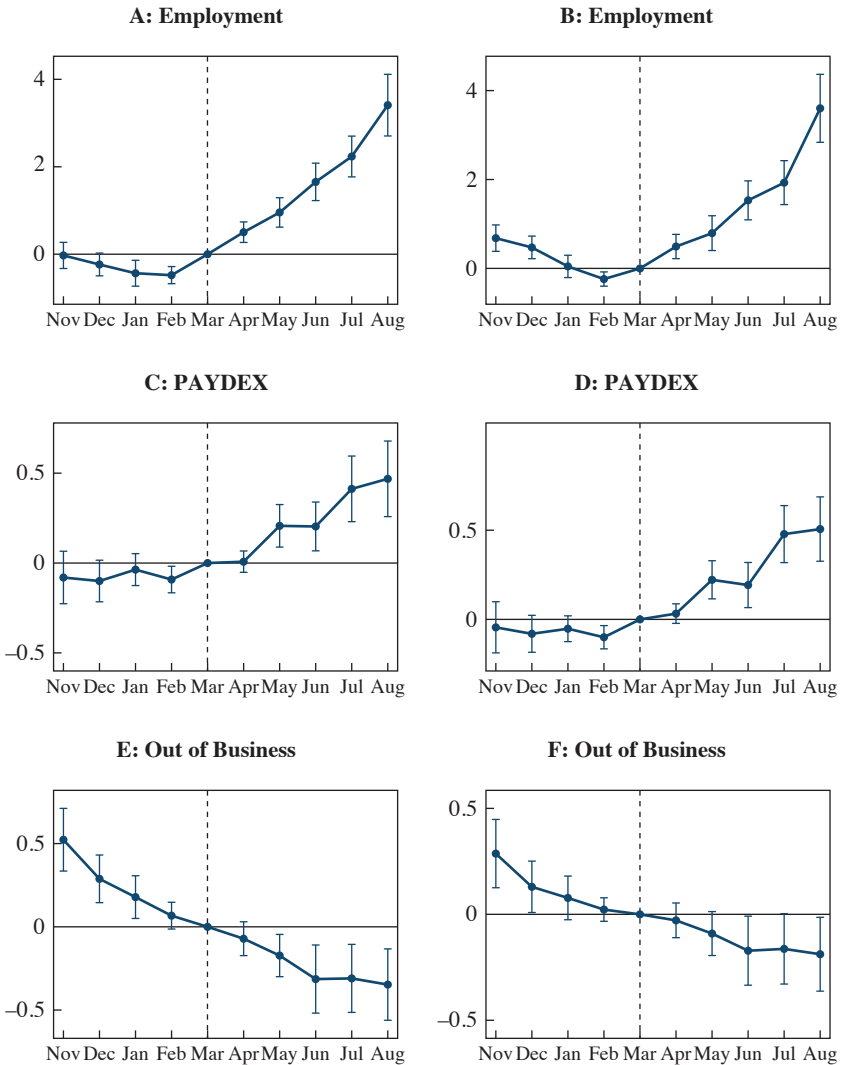 A: Employment
4
2
0
Nov Dec Jan Feb Mar Apr May Jun Jul Aug
B: Employment
4
2
0
Nov Dec Jan Feb Mar Apr May Jun Jul Aug
C: PAYDEX
0.5
0
–0.5
Nov Dec Jan Feb Mar Apr May Jun Jul Aug
D: PAYDEX
0.5
0
Nov Dec Jan Feb Mar Apr May Jun Jul Aug
E: Out of Business
0.5
0
–0.5
Nov Dec Jan Feb Mar Apr May Jun Jul Aug
F: Out of Business
0.5
0
–0.5
Nov Dec Jan Feb Mar Apr May Jun Jul Aug